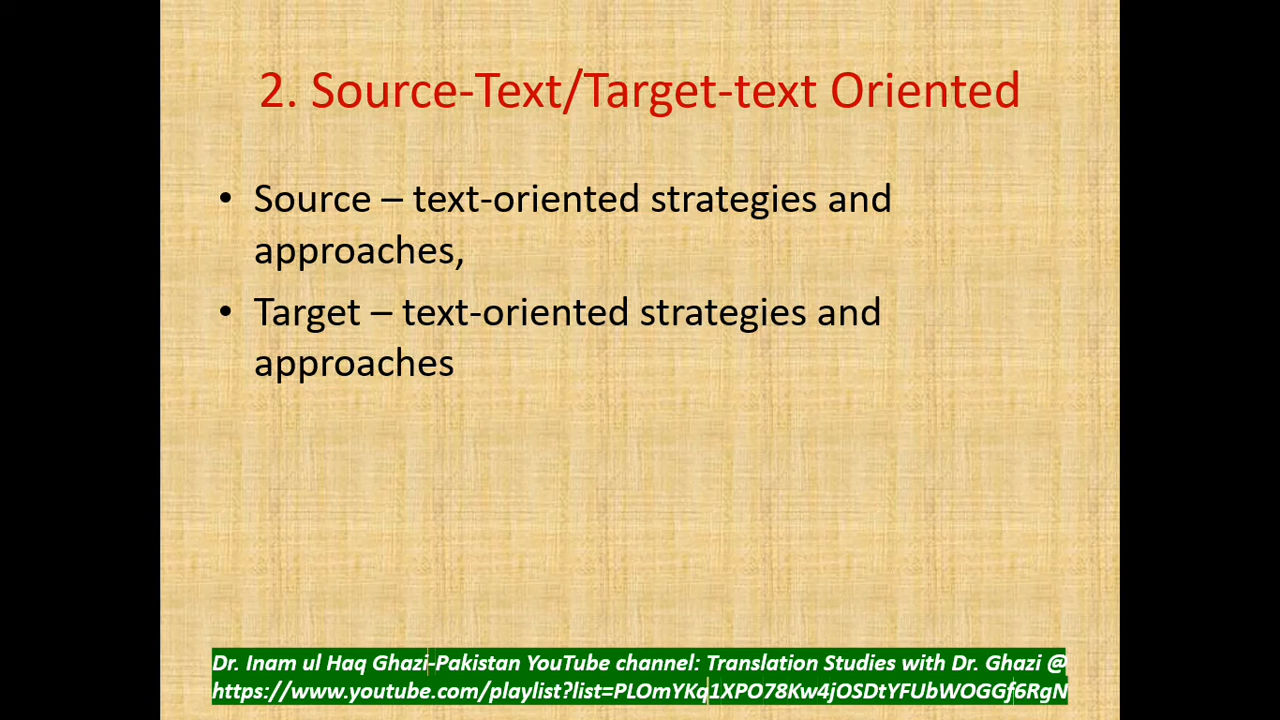 2. Source-Text/Target-text Oriented
• Source – text-oriented strategies and
approaches,
• Target – text-oriented strategies and
approaches
Dr. Inam ul Haq Ghazi-Pakistan YouTube channel: Translation Studies with Dr. Ghazi @
https://www.youtube.com/playlist?list=PLOmYKq1XPO78Kw4jOSDtYFUbWOGGf6RgN